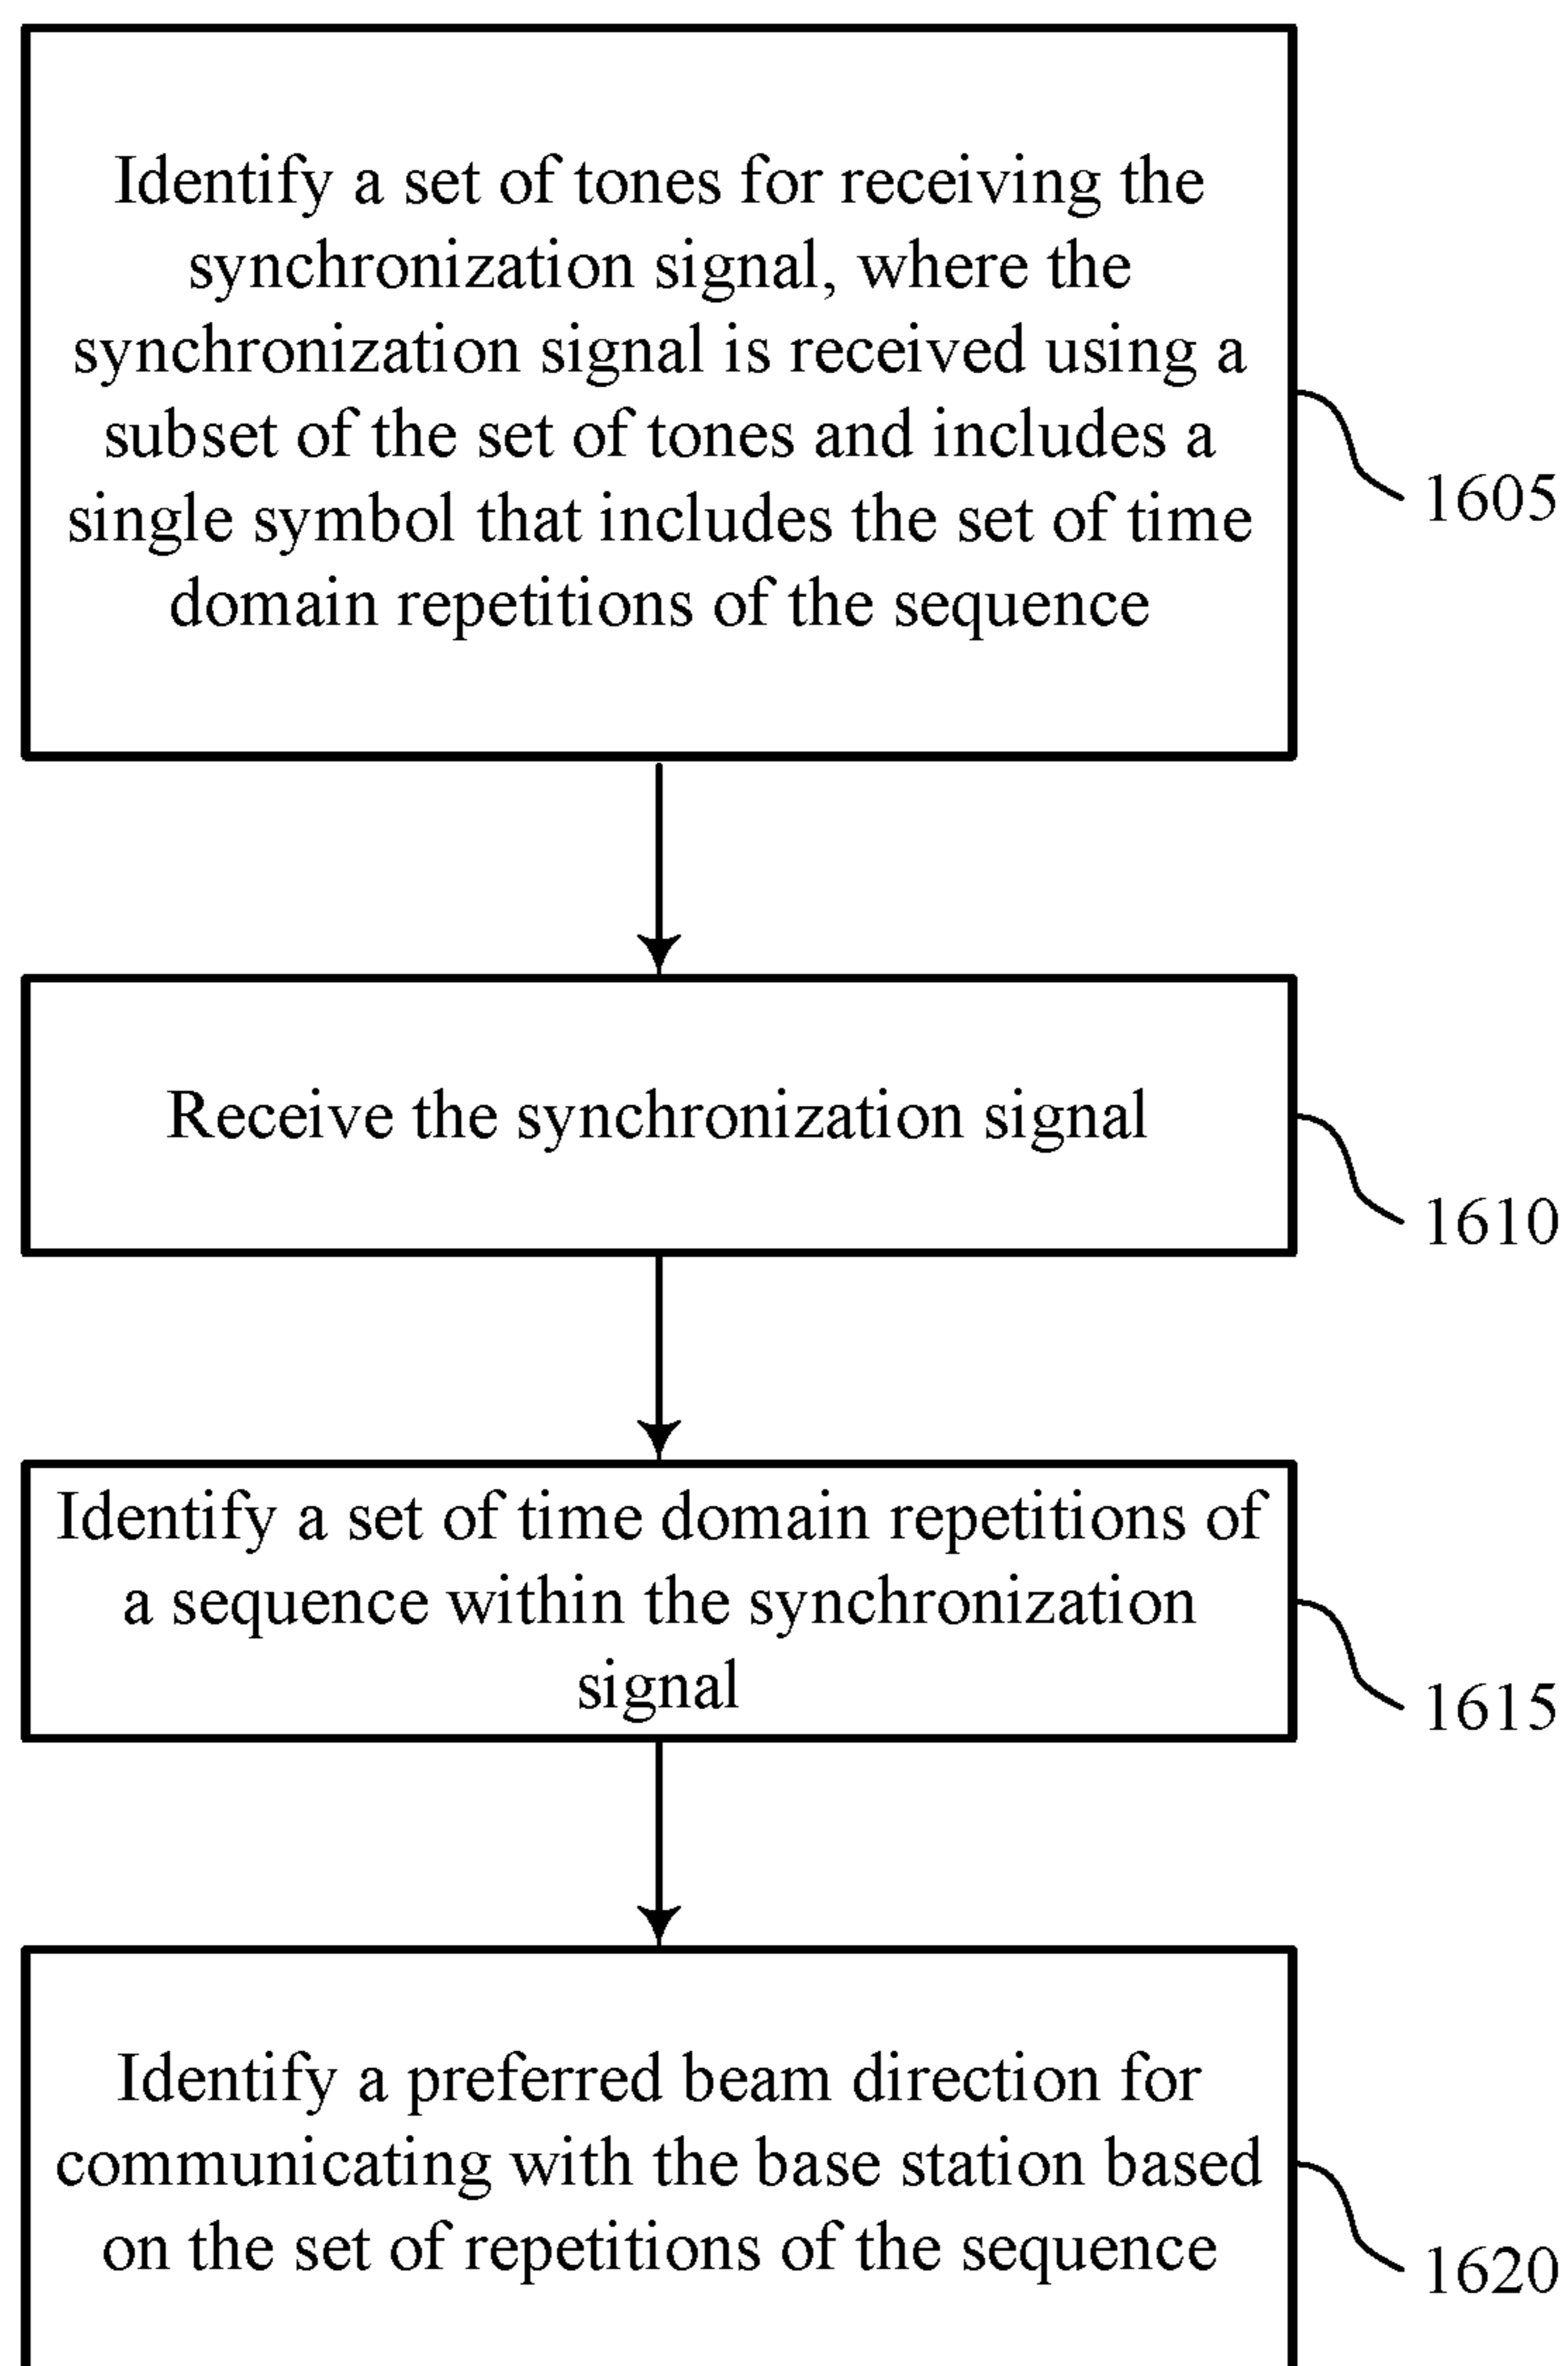 Identify a set of tones for receiving the
synchronization signal, where the
synchronization signal is received using a
subset of the set of tones and includes a
single symbol that includes the set of time
domain repetitions of the sequence
1605
Receive the synchronization signal
1610
Identify a set of time domain repetitions of
a sequence within the synchronization
signal
1615
Identify a preferred beam direction for
communicating with the base station based
on the set of repetitions of the sequence
1620